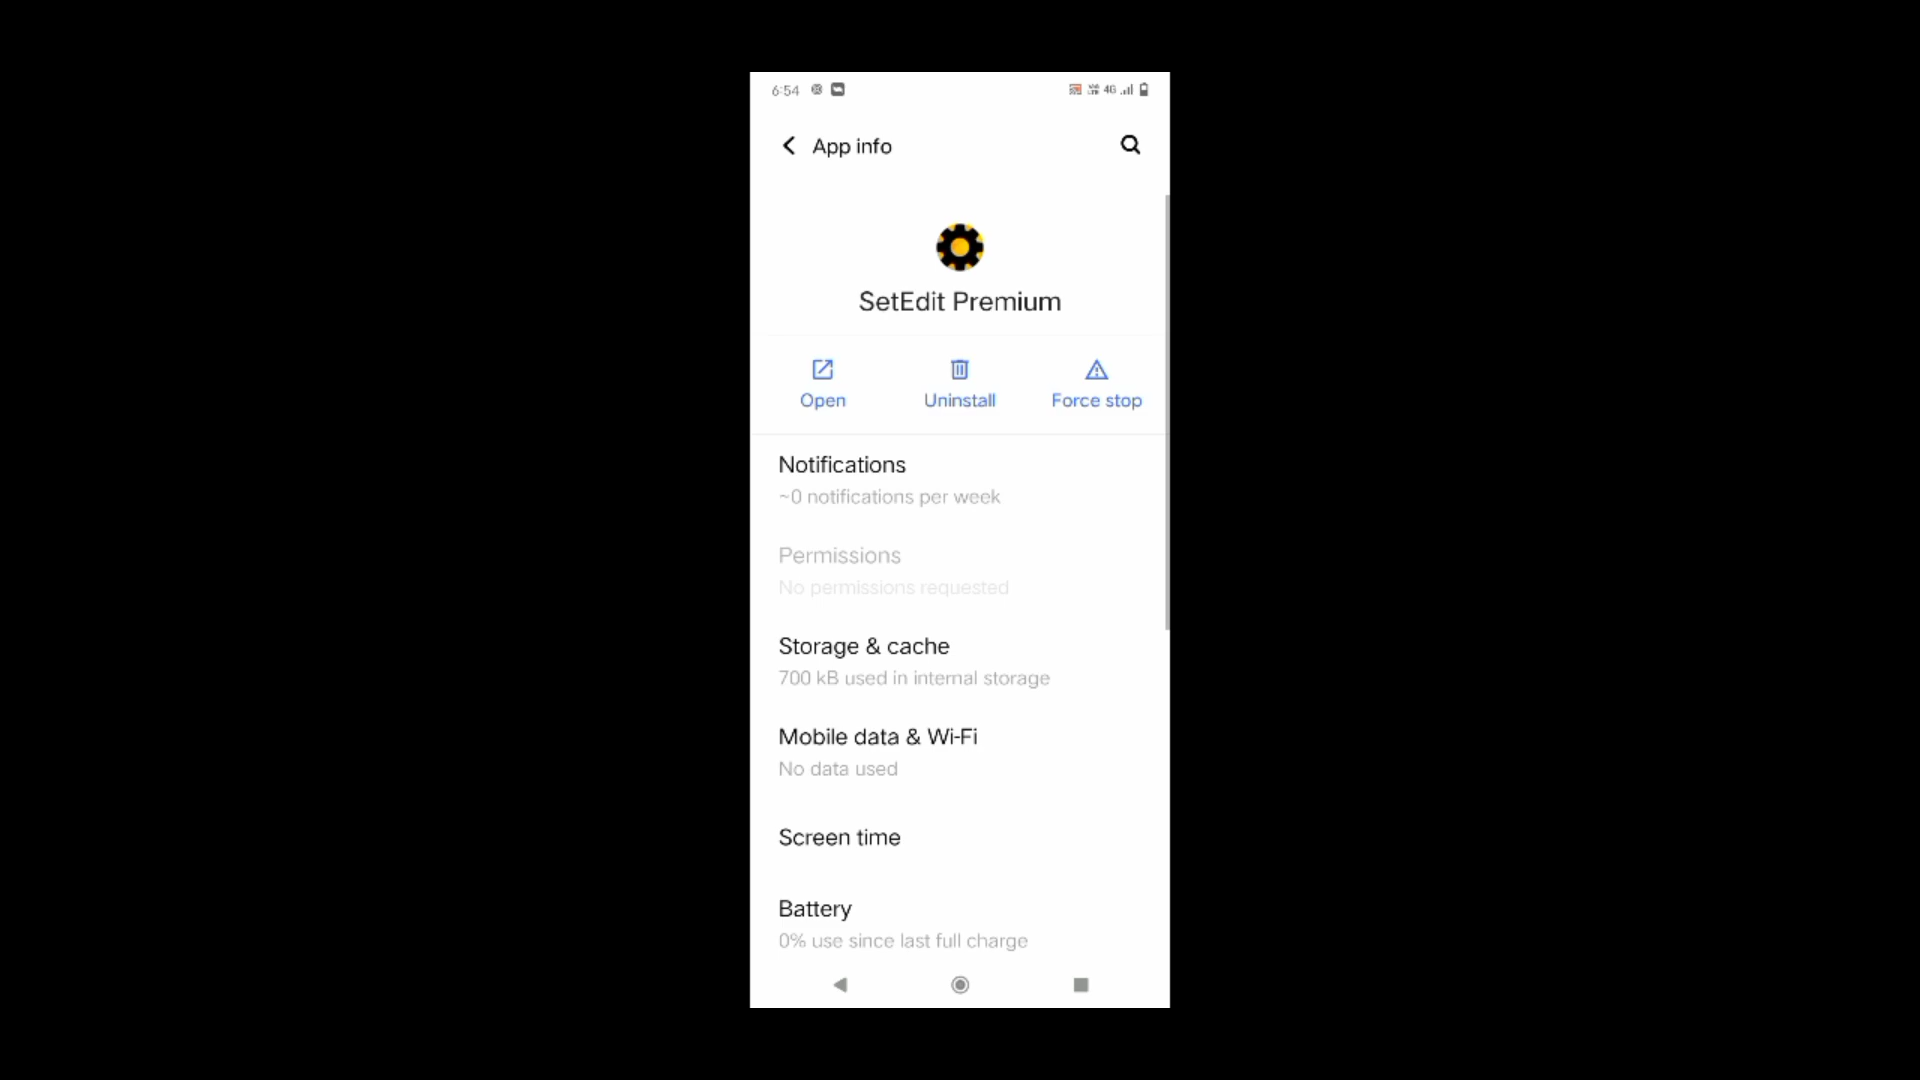 6:54 4G
App info
SetEdit Premium
Open Uninstall Force stop
Notifications
~0 notifications per week
Permissions
No permissions requested
Storage & cache
700 kB used in internal storage
Mobile data & Wi-Fi
No data used
Screen time
Battery
0% use since last full charge